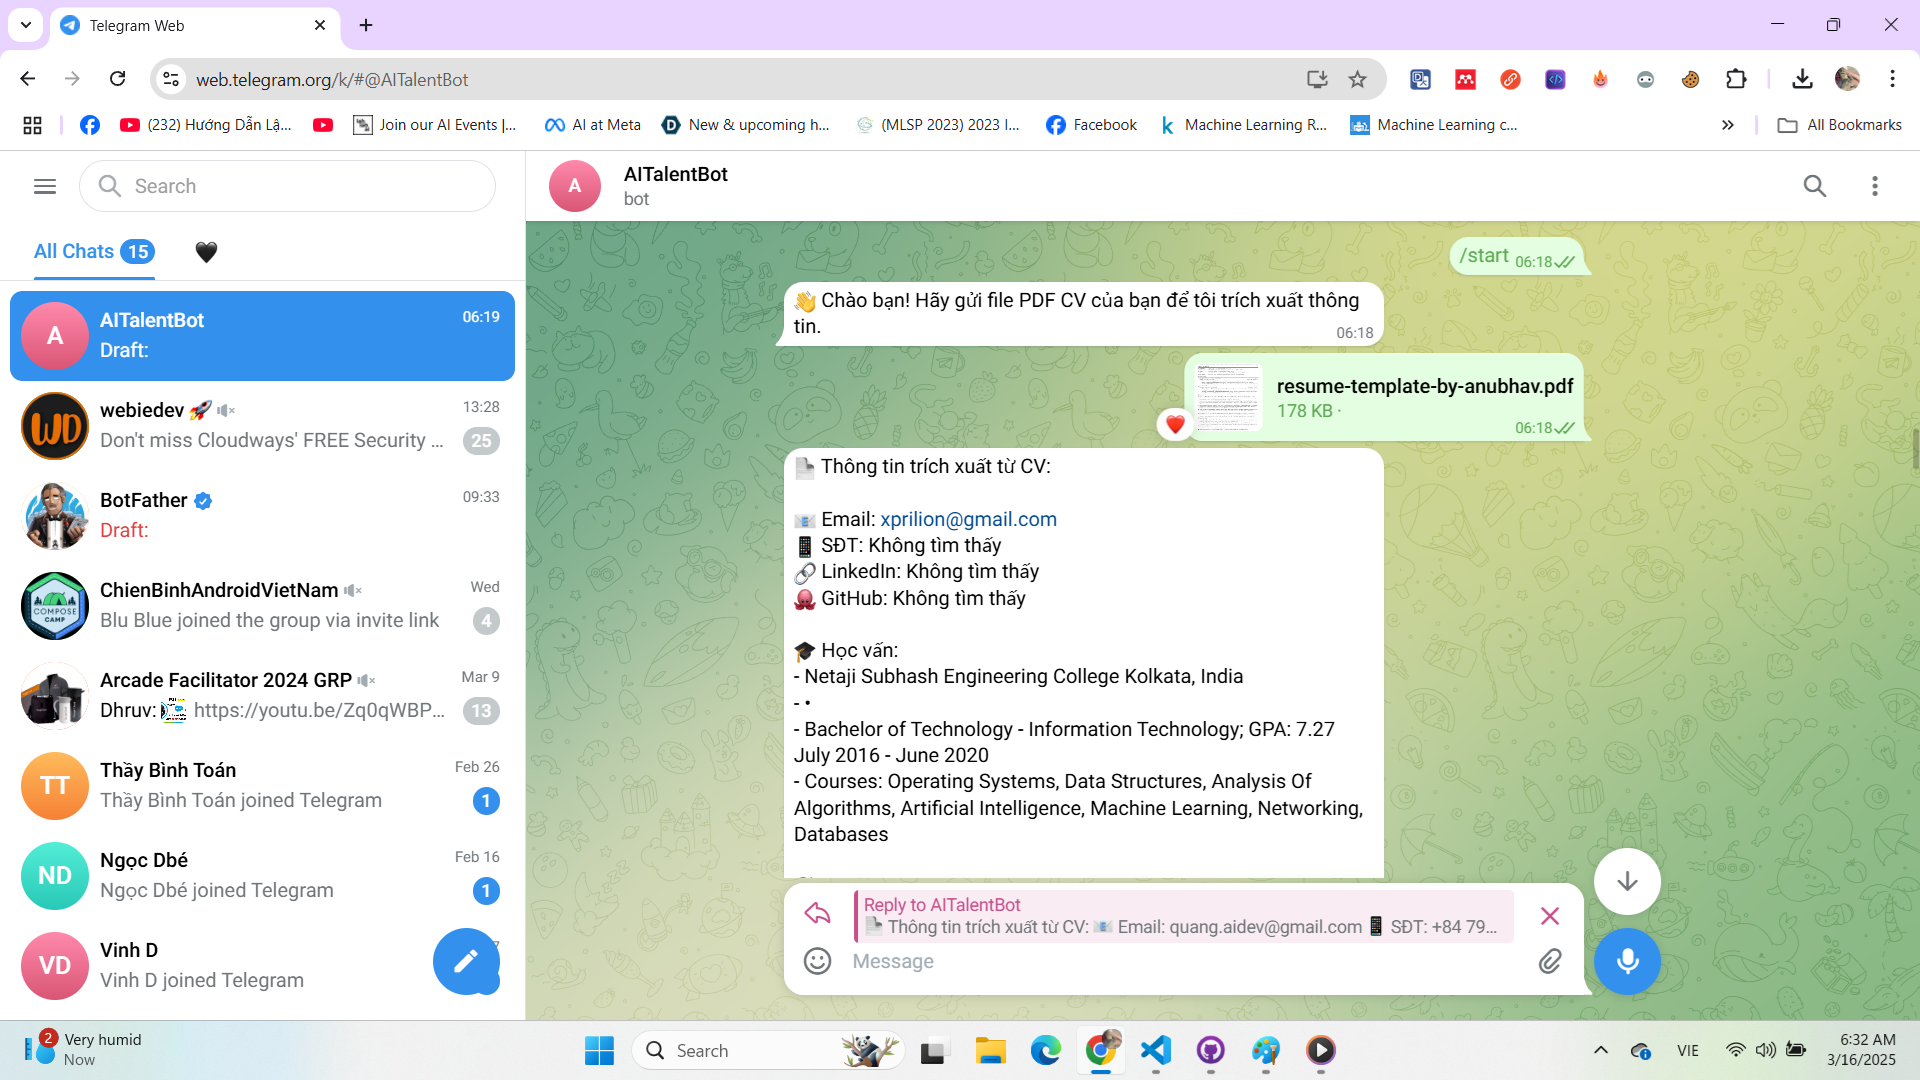 Telegram Web
web.telegram.org/k/#@AITalentBot
(232) Hướng Dẫn Lậ...
Join our AI Events |...
AI at Meta
New & upcoming h...
(MLSP 2023) 2023 I...
Facebook
Machine Learning R...
Machine Learning c...
All Bookmarks
Search
All Chats 15
A
AITalentBot
06:19
Draft:
WD
webiedev
13:28
Don't miss Cloudways' FREE Security ...
25
BotFather
09:33
Draft:
COMPOSE
CAMP
ChienBinhAndroidVietNam
Wed
Blu Blue joined the group via invite link
4
Arcade Facilitator 2024 GRP
Mar 9
Dhruv: https://youtu.be/Zq0qWBP...
13
TT
Thầy Bình Toán
Feb 26
Thầy Bình Toán joined Telegram
1
ND
Ngọc Dbé
Feb 16
Ngọc Dbé joined Telegram
1
VD
Vinh D
Vinh D joined Telegram
A
AITalentBot
bot
/start 06:18
👋 Chào bạn! Hãy gửi file PDF CV của bạn để tôi trích xuất thông
tin.
06:18
resume-template-by-anubhav.pdf
178 KB ·
06:18
📄 Thông tin trích xuất từ CV:
📧 Email: xprilion@gmail.com
📱 SĐT: Không tìm thấy
🔗 LinkedIn: Không tìm thấy
🐙 GitHub: Không tìm thấy
🎓 Học vấn:
- Netaji Subhash Engineering College Kolkata, India
- •
- Bachelor of Technology - Information Technology; GPA: 7.27
July 2016 - June 2020
- Courses: Operating Systems, Data Structures, Analysis Of
Algorithms, Artificial Intelligence, Machine Learning, Networking,
Databases
Reply to AITalentBot
📄 Thông tin trích xuất từ CV: 📧 Email: quang.aidev@gmail.com 📱 SĐT: +84 79...
Message
2
Very humid
Now
Search
VIE
6:32 AM
3/16/2025